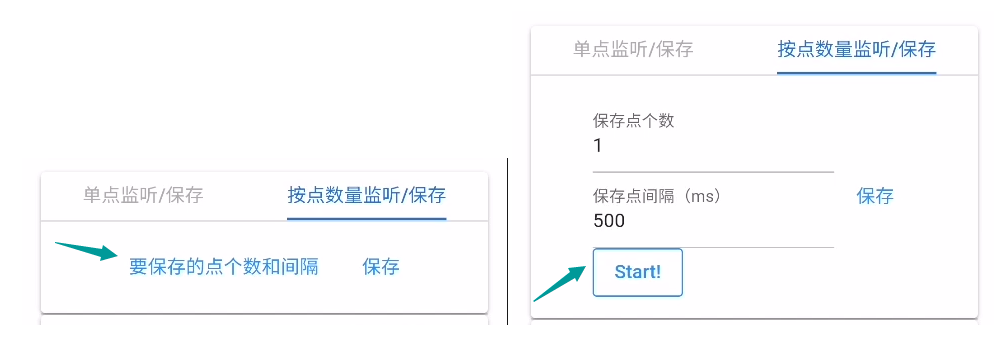 单点监听/保存
按点数量监听/保存
要保存的点个数和间隔
保存
单点监听/保存
按点数量监听/保存
保存点个数
1
保存点间隔（ms）
500
保存
Start!